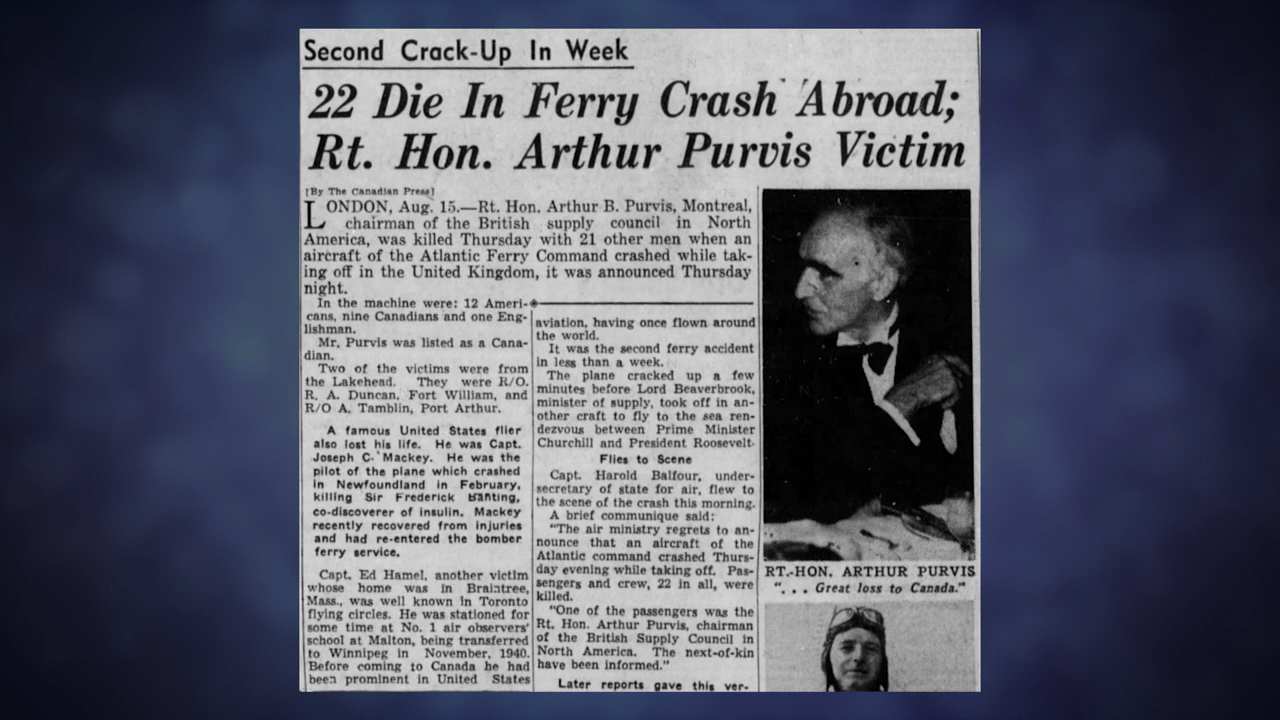 Second Crack-Up In Week
22 Die In Ferry Crash Abroad;
Rt. Hon. Arthur Purvis Victim
[By The Canadian Press]
LONDON, Aug. 15.—Rt. Hon. Arthur B. Purvis, Montreal,
chairman of the British supply council in North
America, was killed Thursday with 21 other men when an
aircraft of the Atlantic Ferry Command crashed while tak-
ing off in the United Kingdom, it was announced Thursday
night.
In the machine were: 12 Ameri-
cans, nine Canadians and one Eng-
lishman.
Mr. Purvis was listed as a Cana-
dian.
Two of the victims were from
the Lakehead. They were R/O.
R. A. Duncan, Fort William, and
R/O A. Tamblin, Port Arthur.
A famous United States flier
also lost his life. He was Capt.
Joseph C. Mackey. He was the
pilot of the plane which crashed
in Newfoundland in February,
killing Sir Frederick Banting,
co-discoverer of insulin. Mackey
recently recovered from injuries
and had re-entered the bomber
ferry service.
Capt. Ed Hamel, another victim
whose home was in Braintree,
Mass., was well known in Toronto
flying circles. He was stationed for
some time at No. 1 air observers'
school at Malton, being transferred
to Winnipeg in November, 1940.
Before coming to Canada he had
been prominent in United States
aviation, having once flown around
the world.
It was the second ferry accident
in less than a week.
The plane cracked up a few
minutes before Lord Beaverbrook,
minister of supply, took off in an-
other craft to fly to the sea ren-
dezvous between Prime Minister
Churchill and President Roosevelt.
Flies to Scene
Capt. Harold Balfour, under-
secretary of state for air, flew to
the scene of the crash this morning.
A brief communique said:
"The air ministry regrets to an-
nounce that an aircraft of the
Atlantic command crashed Thurs-
day evening while taking off. Pas-
sengers and crew, 22 in all, were
killed.
"One of the passengers was the
Rt. Hon. Arthur Purvis, chairman
of the British Supply Council in
North America. The next-of-kin
have been informed."
Later reports gave this ver-
RT.-HON. ARTHUR PURVIS
". . . Great loss to Canada."